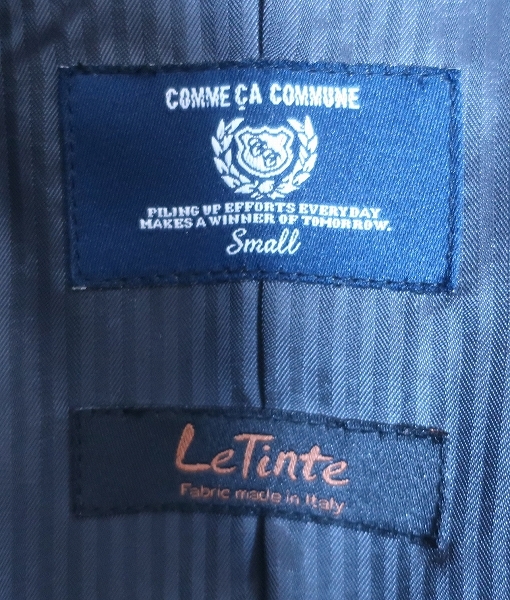 COMME ÇA COMMUNE
PILING UP EFFORTS EVERYDAY
MAKES A WINNER OF TOMORROW.
Small
LeTinte
Fabric made in Italy